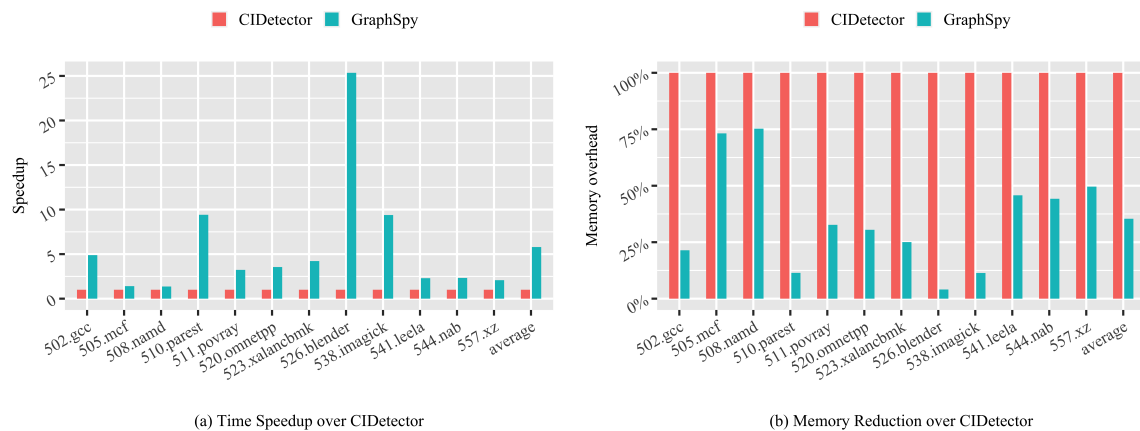 CIDetector GraphSpy
Speedup
25
20
15
10
5
0
502.gcc
505.mcf
508.namd
510.parest
511.povray
520.omnetpp
523.xalancbmk
526.blender
538.imagick
541.leela
544.nab
557.xz
average
(a) Time Speedup over CIDetector
CIDetector GraphSpy
Memory overhead
100%
75%
50%
25%
0%
502.gcc
505.mcf
508.namd
510.parest
511.povray
520.omnetpp
523.xalancbmk
526.blender
538.imagick
541.leela
544.nab
557.xz
average
(b) Memory Reduction over CIDetector